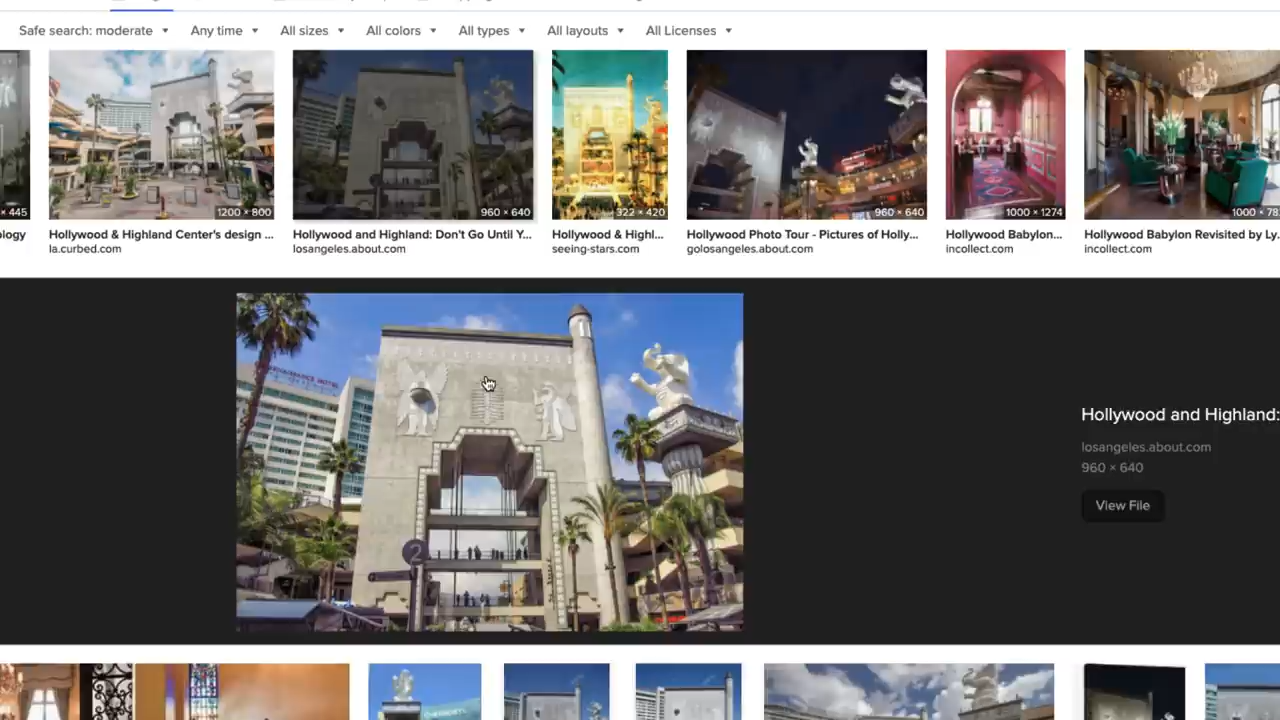 Safe search: moderate Any time All sizes All colors All types All layouts All Licenses
× 445 1200 × 800 960 × 640 322 × 420 960 × 640 1000 × 1274 1000 × 78
ology Hollywood & Highland Center's design ... Hollywood and Highland: Don't Go Until Y... Hollywood & Highl... Hollywood Photo Tour - Pictures of Holly... Hollywood Babylon... Hollywood Babylon Revisited by Ly.
la.curbed.com losangeles.about.com seeing-stars.com golosangeles.about.com incollect.com incollect.com
RENAISSANCE HOTEL
2
Hollywood and Highland:
losangeles.about.com
960 × 640
View File